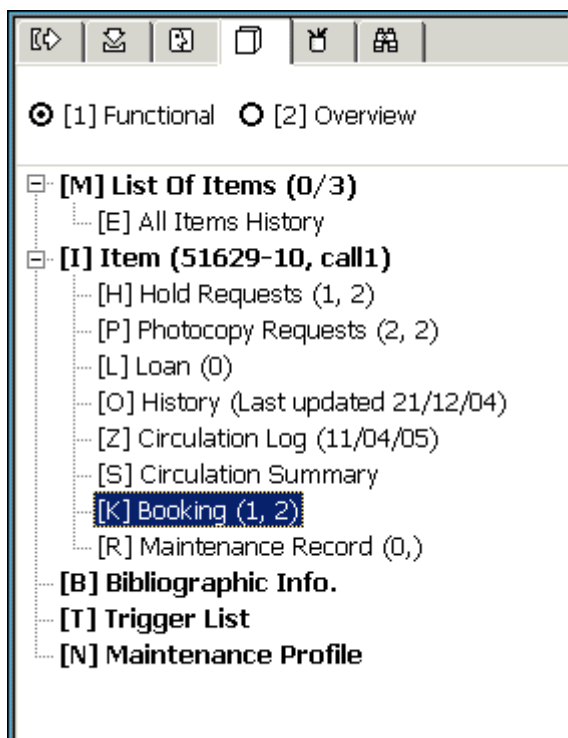 [1] Functional [2] Overview
[M] List Of Items (0/3)
[E] All Items History
[I] Item (51629-10, call1)
[H] Hold Requests (1, 2)
[P] Photocopy Requests (2, 2)
[L] Loan (0)
[O] History (Last updated 21/12/04)
[Z] Circulation Log (11/04/05)
[S] Circulation Summary
[K] Booking (1, 2)
[R] Maintenance Record (0,)
[B] Bibliographic Info.
[T] Trigger List
[N] Maintenance Profile